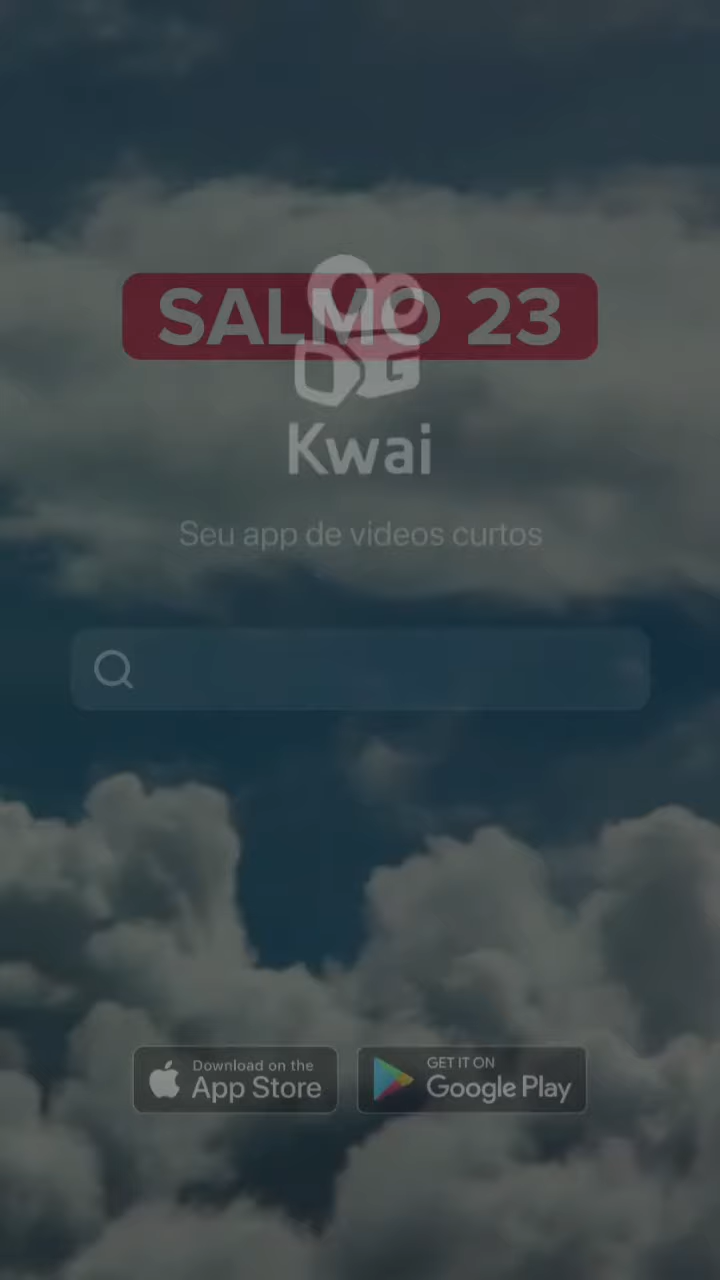 SALMO 23
Kwai
Seu app de videos curtos
Download on the
App Store
GET IT ON
Google Play